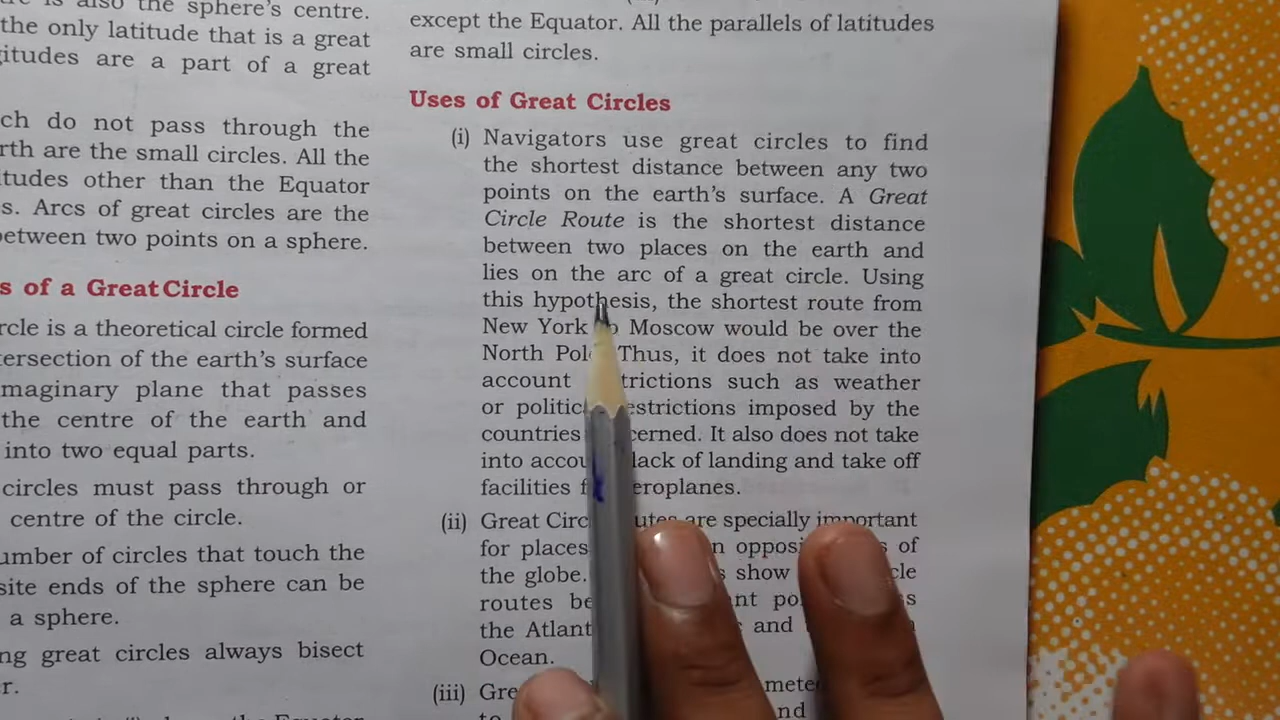 is also the sphere's centre.
the only latitude that is a great
gitudes are a part of a great
ch do not pass through the
rth are the small circles. All the
itudes other than the Equator
s. Arcs of great circles are the
between two points on a sphere.
s of a Great Circle
rcle is a theoretical circle formed
tersection of the earth's surface
maginary plane that passes
the centre of the earth and
into two equal parts.
circles must pass through or
centre of the circle.
umber of circles that touch the
site ends of the sphere can be
a sphere.
ng great circles always bisect
r.
except the Equator. All the parallels of latitudes
are small circles.
Uses of Great Circles
(i) Navigators use great circles to find
the shortest distance between any two
points on the earth's surface. A Great
Circle Route is the shortest distance
between two places on the earth and
lies on the arc of a great circle. Using
this hypothesis, the shortest route from
New York Moscow would be over the
North Thus, it does not take into
account trictions such as weather
or politic estrictions imposed by the
countries cerned. It also does not take
into accou lack of landing and take off
facilities eroplanes.
(ii) Great Circ utes are specially important
for places n opposi s of
the globe. s show cle
routes be nt po s
the Atlant and
Ocean.
(iii) Gre mete
to nd